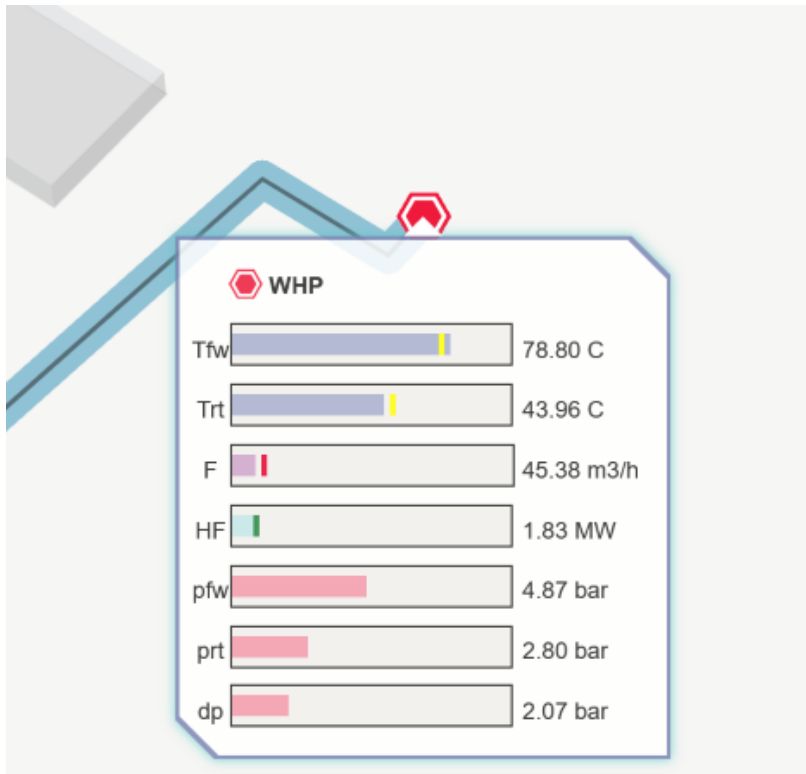 WHP
Tfw 78.80 C
Trt 43.96 C
F 45.38 m3/h
HF 1.83 MW
pfw 4.87 bar
prt 2.80 bar
dp 2.07 bar